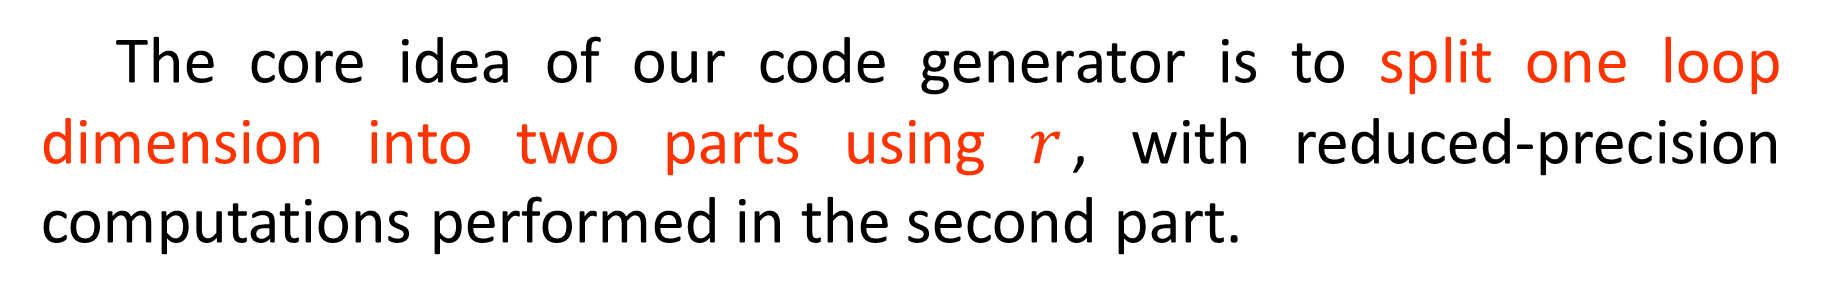 The core idea of our code generator is to split one loop
dimension into two parts using r, with reduced-precision
computations performed in the second part.